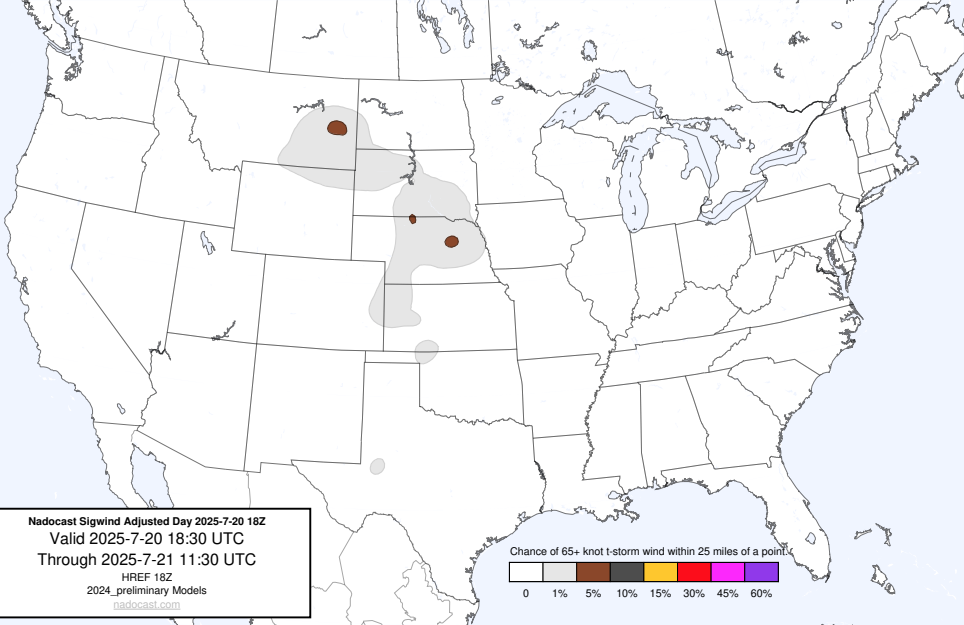 Nadocast Sigwind Adjusted Day 2025-7-20 18Z
Valid 2025-7-20 18:30 UTC
Through 2025-7-21 11:30 UTC
HREF 18Z
2024_preliminary Models
nadocast.com
Chance of 65+ knot t-storm wind within 25 miles of a point.
0 1% 5% 10% 15% 30% 45% 60%